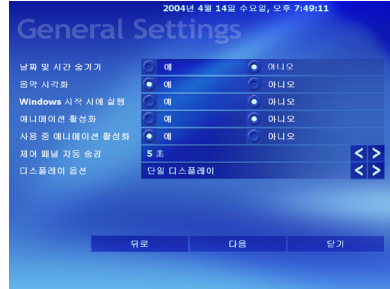 2004년 4월 14일 수요일, 오후 7:49:11
General Settings
날짜 및 시간 숨기기 예 아니오
음악 시각화 예 아니오
Windows 시작 시에 실행 예 아니오
애니메이션 활성화 예 아니오
사용 중 애니메이션 활성화 예 아니오
제어 패널 자동 숨김 5 초 < >
디스플레이 옵션 단일 디스플레이 < >
뒤로 다음 닫기